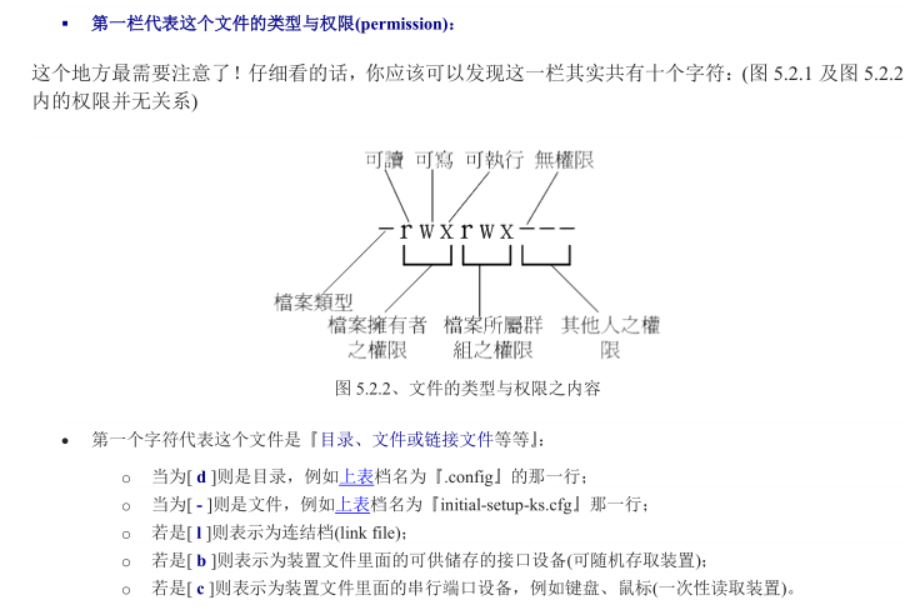 ▪ 第一栏代表这个文件的类型与权限(permission)：
这个地方最需要注意了！仔细看的话，你应该可以发现这一栏其实共有十个字符：(图 5.2.1 及图 5.2.2
内的权限并无关系)
可讀 可寫 可執行 無權限
-rwxrwx---
檔案類型
檔案擁有者 檔案所屬群 其他人之權
之權限 組之權限 限
图 5.2.2、文件的类型与权限之内容
• 第一个字符代表这个文件是『目录、文件或链接文件等等』：
o 当为[ d ]则是目录，例如上表档名为『.config』的那一行；
o 当为[ - ]则是文件，例如上表档名为『initial-setup-ks.cfg』那一行；
o 若是[ l ]则表示为连结档(link file)；
o 若是[ b ]则表示为装置文件里面的可供储存的接口设备(可随机存取装置)；
o 若是[ c ]则表示为装置文件里面的串行端口设备，例如键盘、鼠标(一次性读取装置)。